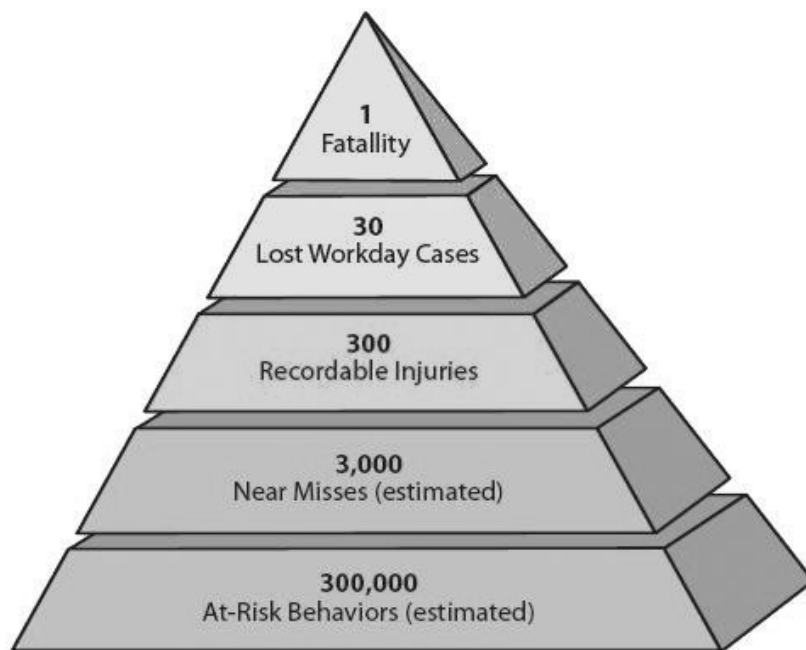 1
Fatallity
30
Lost Workday Cases
300
Recordable Injuries
3,000
Near Misses (estimated)
300,000
At-Risk Behaviors (estimated)